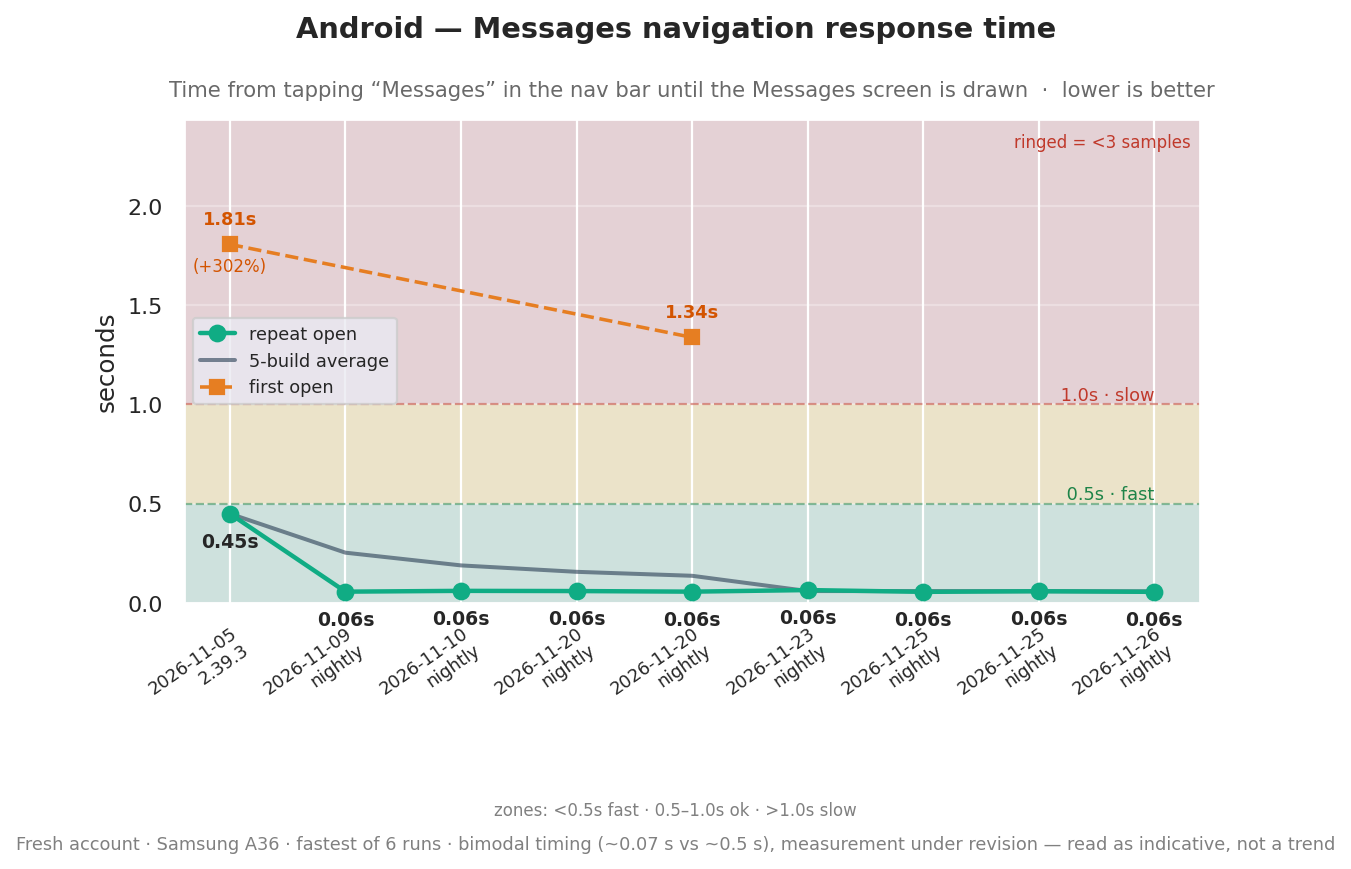 Android — Messages navigation response time
Time from tapping “Messages” in the nav bar until the Messages screen is drawn · lower is better
ringed = <3 samples
2.0
1.81s
(+302%)
1.5
1.34s
repeat open
5-build average
first open
seconds
1.0
1.0s · slow
0.5
0.5s · fast
0.45s
0.0
0.06s
0.06s
0.06s
0.06s
0.06s
0.06s
0.06s
0.06s
2026-11-05
2.39.3
2026-11-09
nightly
2026-11-10
nightly
2026-11-20
nightly
2026-11-20
nightly
2026-11-23
nightly
2026-11-25
nightly
2026-11-25
nightly
2026-11-26
nightly
zones: <0.5s fast · 0.5–1.0s ok · >1.0s slow
Fresh account · Samsung A36 · fastest of 6 runs · bimodal timing (~0.07 s vs ~0.5 s), measurement under revision — read as indicative, not a trend